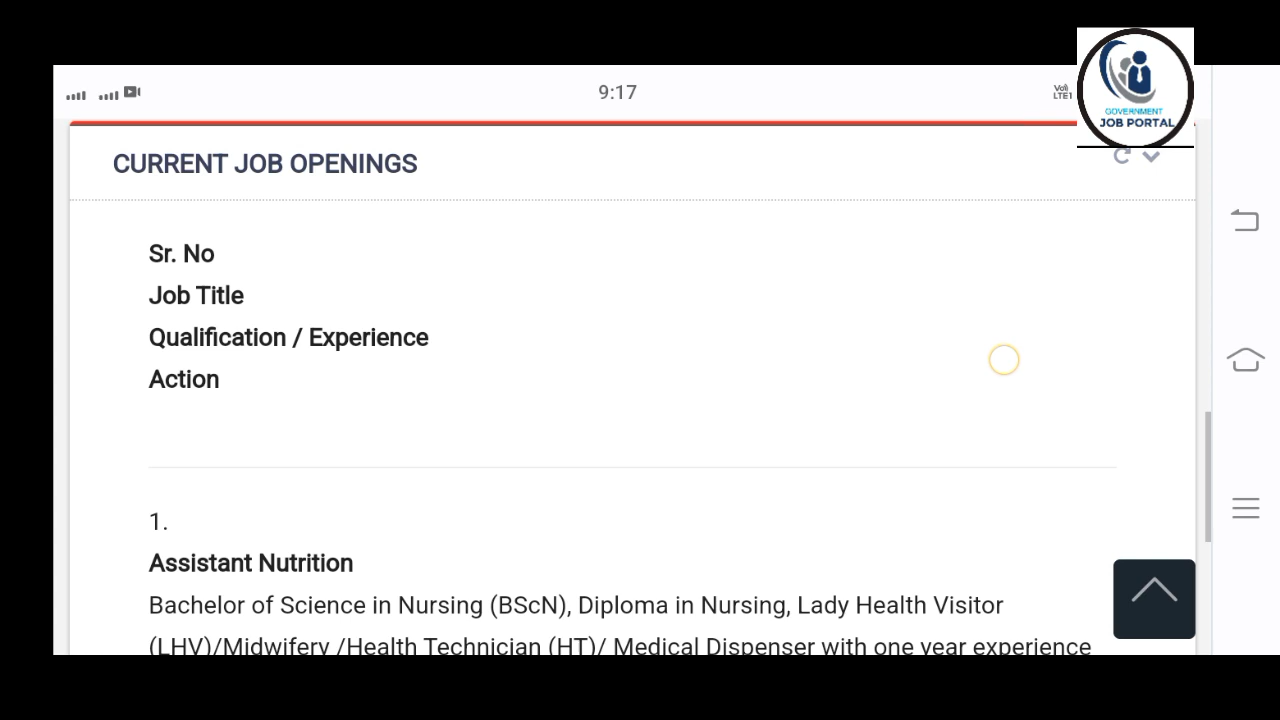 9:17
Vo)
LTE1
GOVERNMENT
JOB PORTAL
CURRENT JOB OPENINGS
Sr. No
Job Title
Qualification / Experience
Action
1.
Assistant Nutrition
Bachelor of Science in Nursing (BScN), Diploma in Nursing, Lady Health Visitor
(LHV)/Midwifery /Health Technician (HT)/ Medical Dispenser with one year experience